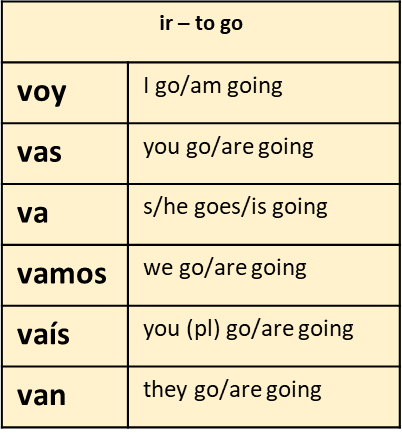 ir – to go
voy I go/am going
vas you go/are going
va s/he goes/is going
vamos we go/are going
vaís you (pl) go/are going
van they go/are going